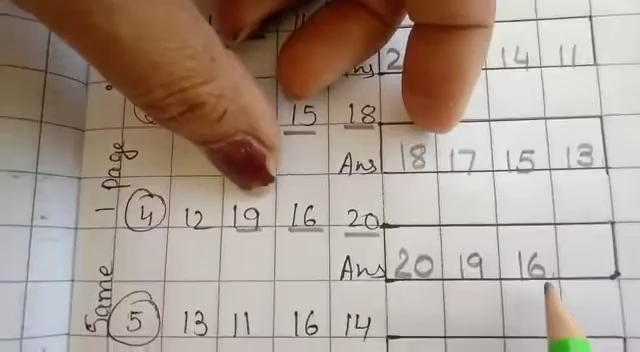 Ans 2 14 11
15 18
Ans 18 17 15 13
4 12 19 16 20
Ans 20 19 16
5 13 11 16 14
Same 1 Page